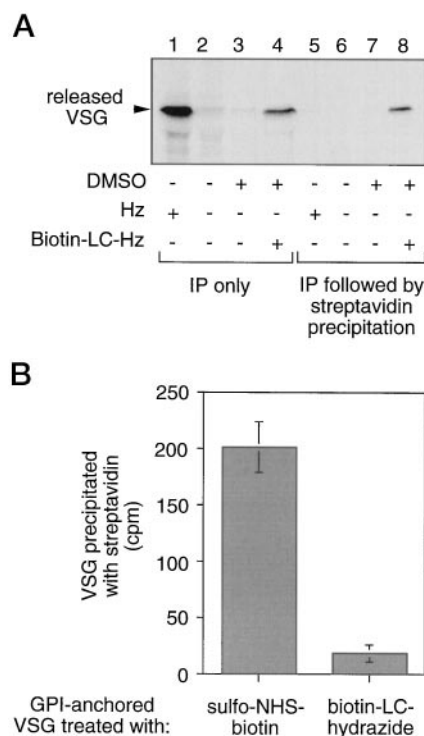 A
1 2 3 4 5 6 7 8
released
VSG
DMSO - - + + - - + +
Hz + - - - + - - -
Biotin-LC-Hz - - - + - - - +
IP only
IP followed by
streptavidin
precipitation
B
VSG precipitated
with streptavidin
(cpm)
250
200
150
100
50
0
GPI-anchored
VSG treated with:
sulfo-NHS-
biotin
biotin-LC-
hydrazide